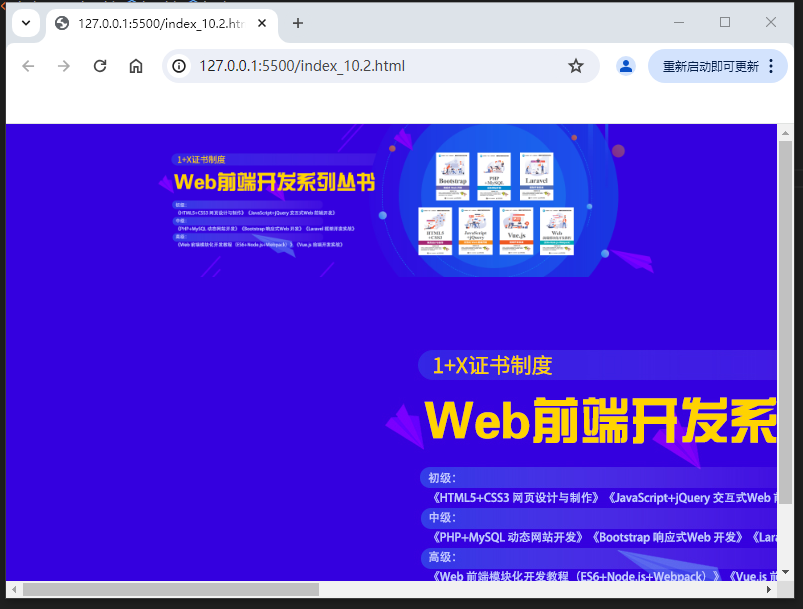 127.0.0.1:5500/index_10.2.htm
127.0.0.1:5500/index_10.2.html
重新启动即可更新
1+X证书制度
Web前端开发系列丛书
初级：
《HTML5+CSS3 网页设计与制作》《JavaScript+jQuery 交互式Web 前端开发》
中级：
《PHP+MySQL 动态网站开发》《Bootstrap 响应式Web 开发》《Laravel 框架开发实战》
高级：
《Web 前端模块化开发教程（ES6+Node.js+Webpack）》《Vue.js 前端开发实战》
Bootstrap
PHP
+MySQL
Laravel
HTML5
+CSS3
JavaScript
+jQuery
Vue.js
Web
1+X证书制度
Web前端开发系
初级：
《HTML5+CSS3 网页设计与制作》《JavaScript+jQuery 交互式Web 前
中级：
《PHP+MySQL 动态网站开发》《Bootstrap 响应式Web 开发》《Lar
高级：
《Web 前端模块化开发教程（ES6+Node.js+Webpack）》《Vue.js 前